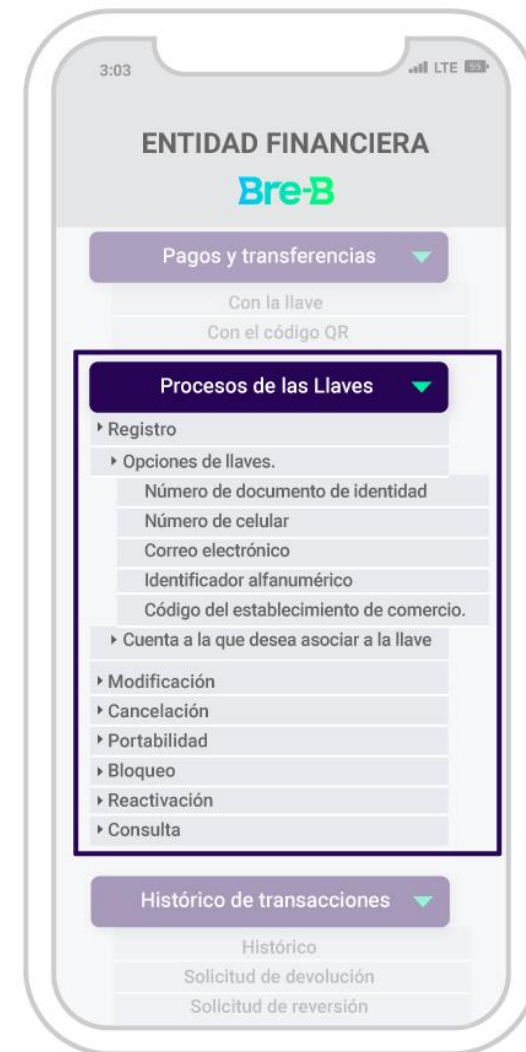 3:03 LTE 55
ENTIDAD FINANCIERA
Bre-B
Pagos y transferencias
Con la llave
Con el código QR
Procesos de las Llaves
Registro
Opciones de llaves.
Número de documento de identidad
Número de celular
Correo electrónico
Identificador alfanumérico
Código del establecimiento de comercio.
Cuenta a la que desea asociar a la llave
Modificación
Cancelación
Portabilidad
Bloqueo
Reactivación
Consulta
Histórico de transacciones
Histórico
Solicitud de devolución
Solicitud de reversión